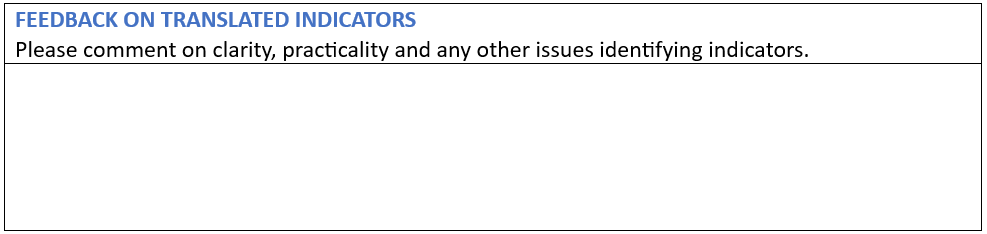 FEEDBACK ON TRANSLATED INDICATORS
Please comment on clarity, practicality and any other issues identifying indicators.